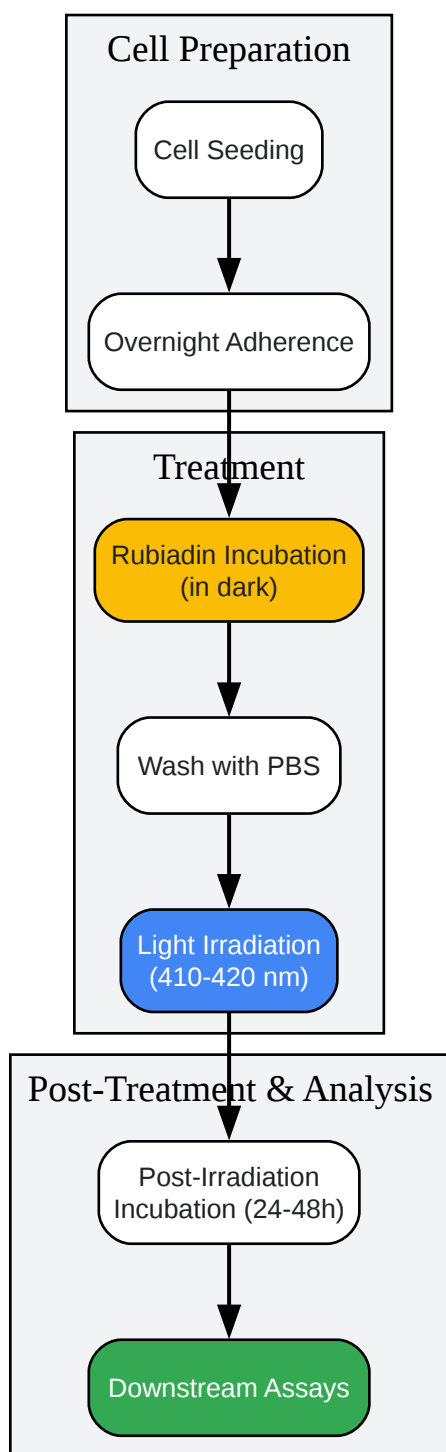 Cell Preparation
Cell Seeding
Overnight Adherence
Treatment
Rubiadin Incubation
(in dark)
Wash with PBS
Light Irradiation
(410-420 nm)
Post-Treatment & Analysis
Post-Irradiation
Incubation (24-48h)
Downstream Assays